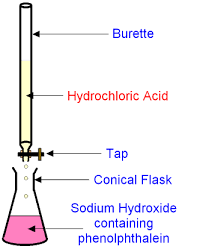 Burette
Hydrochloric Acid
Tap
Conical Flask
Sodium Hydroxide
containing
phenolphthalein